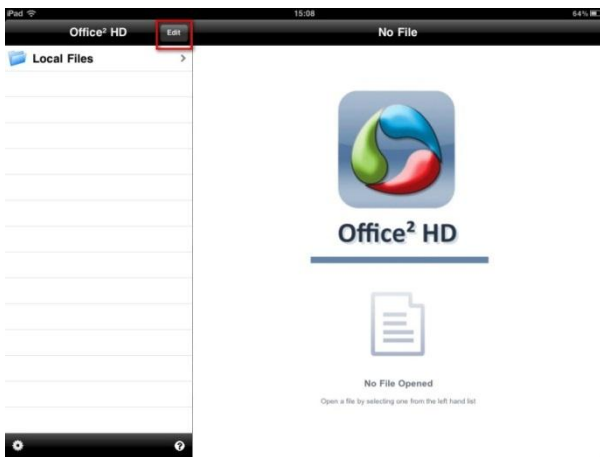 iPad 15:08 64%
Office² HD Edit No File
Local Files
Office² HD
No File Opened
Open a file by selecting one from the left hand list